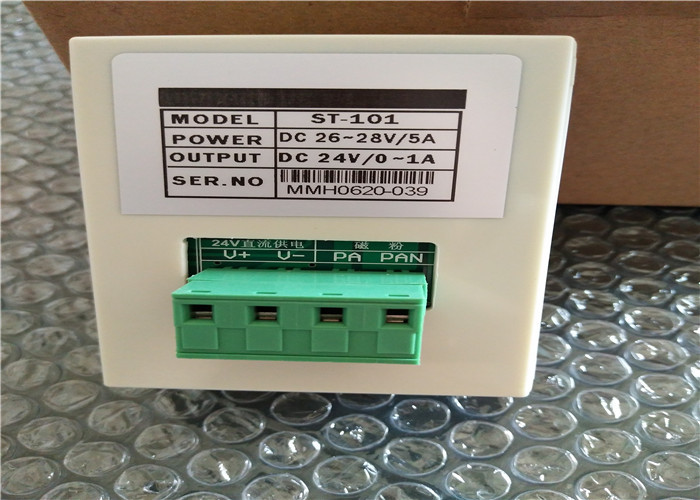 MODEL ST-101
POWER DC 26~28V/5A
OUTPUT DC 24V/0~1A
SER.NO
MMH0620-039
24V直流供电 磁 粉
V+ V- PA PAN